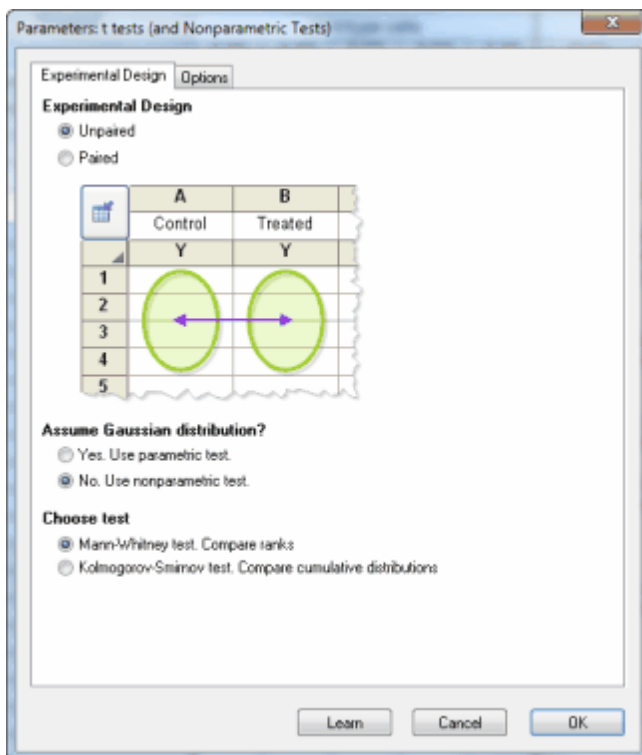 Parameters: t tests (and Nonparametric Tests)
Experimental Design Options
Experimental Design
Unpaired
Paired
A B
Control Treated
Y Y
1
2
3
4
5
Assume Gaussian distribution?
Yes. Use parametric test.
No. Use nonparametric test.
Choose test
Mann-Whitney test. Compare ranks
Kolmogorov-Smirnov test. Compare cumulative distributions
Learn Cancel OK